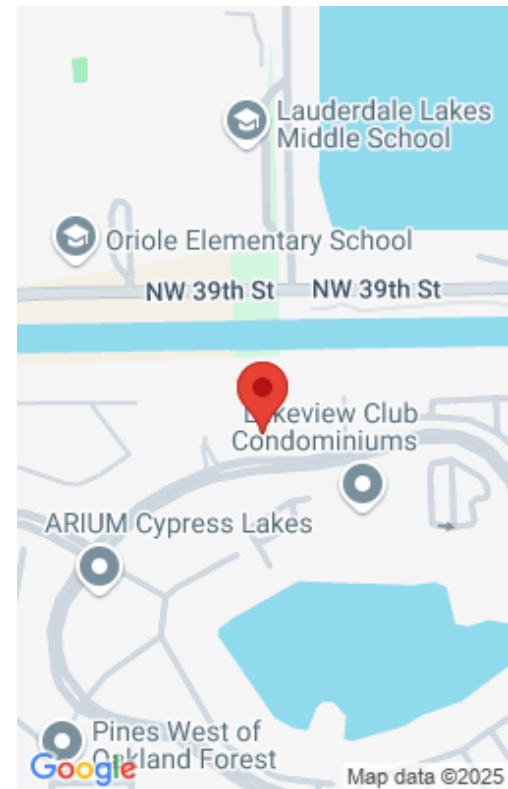 Lauderdale Lakes
Middle School
Oriole Elementary School
NW 39th St
NW 39th St
Lakeview Club
Condominiums
ARIUM Cypress Lakes
Pines West of
Oakland Forest
Google
Map data ©2025